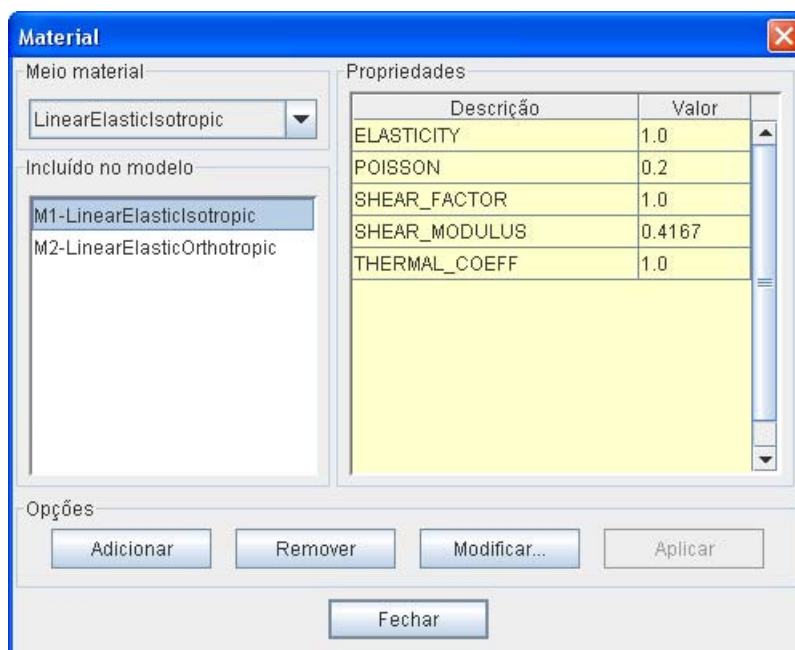 Material
Meio material
LinearElasticIsotropic
Incluído no modelo
M1-LinearElasticIsotropic
M2-LinearElasticOrthotropic
Propriedades
Descrição Valor
ELASTICITY 1.0
POISSON 0.2
SHEAR_FACTOR 1.0
SHEAR_MODULUS 0.4167
THERMAL_COEFF 1.0
Opções
Adicionar Remover Modificar... Aplicar
Fechar